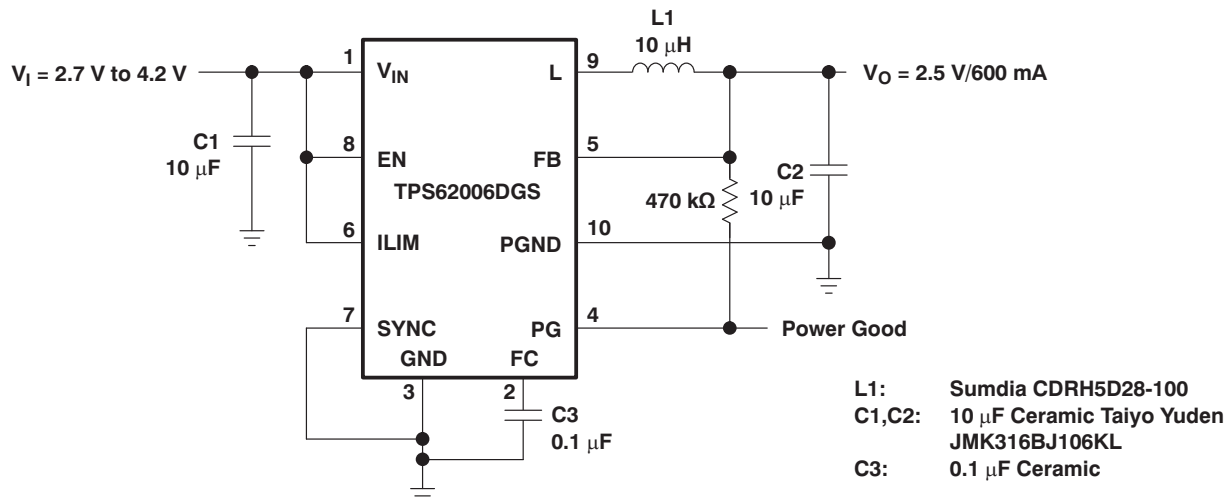 L1
10 μH
V_I = 2.7 V to 4.2 V
1
V_IN
L
9
V_O = 2.5 V/600 mA
C1
10 μF
8
EN
FB
5
TPS62006DGS
C2
10 μF
470 kΩ
6
ILIM
PGND
10
7
SYNC
PG
4
Power Good
GND
FC
3
2
C3
0.1 μF
L1: Sumdia CDRH5D28-100
C1,C2: 10 μF Ceramic Taiyo Yuden
JMK316BJ106KL
C3: 0.1 μF Ceramic